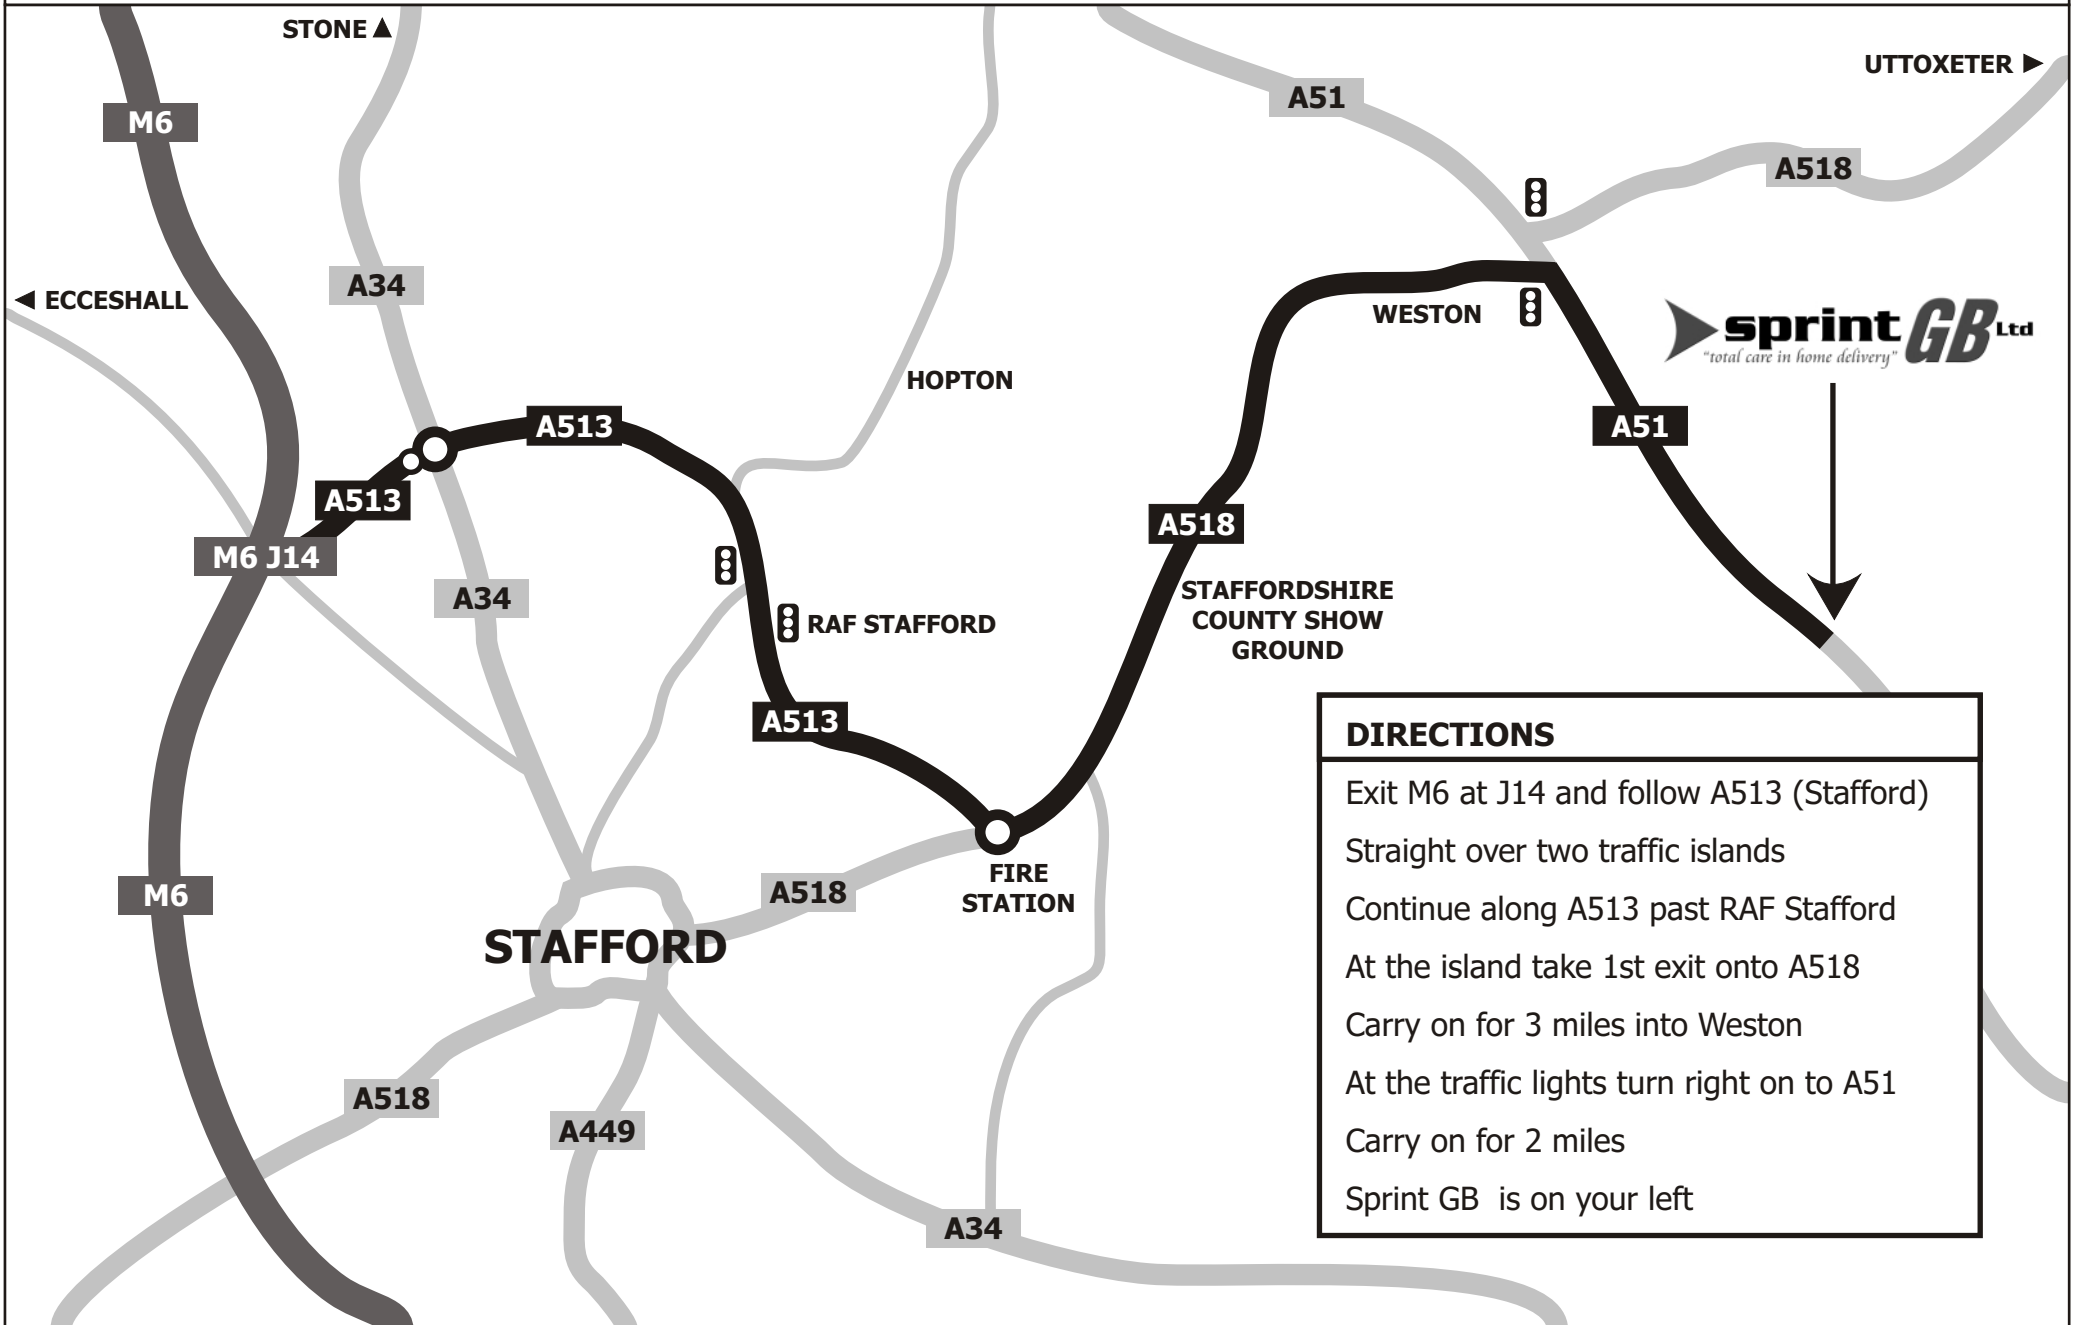 STONE ▲
UTTOXETER ►
A51
M6
A518
A34
◄ ECCESHALL
WESTON
sprint GB Ltd
"total care in home delivery"
HOPTON
A513
A51
A513
A518
M6 J14
A34
STAFFORDSHIRE
COUNTY SHOW
GROUND
RAF STAFFORD
A513
DIRECTIONS
Exit M6 at J14 and follow A513 (Stafford)
Straight over two traffic islands
Continue along A513 past RAF Stafford
At the island take 1st exit onto A518
Carry on for 3 miles into Weston
At the traffic lights turn right on to A51
Carry on for 2 miles
Sprint GB  is on your left
FIRE
STATION
A518
M6
STAFFORD
A518
A449
A34